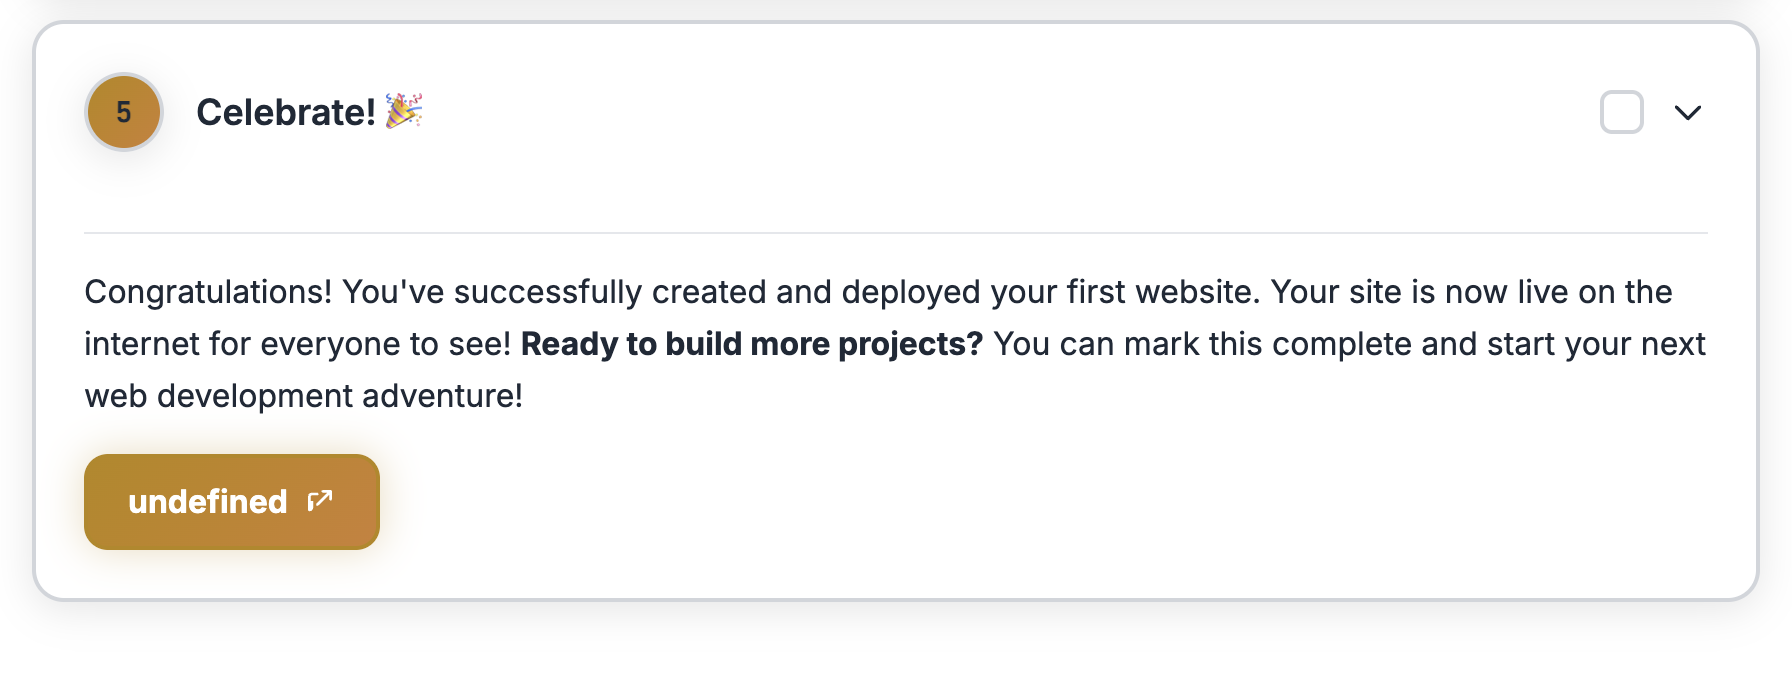 5
Celebrate! 🎉
Congratulations! You've successfully created and deployed your first website. Your site is now live on the
internet for everyone to see! Ready to build more projects? You can mark this complete and start your next
web development adventure!
undefined